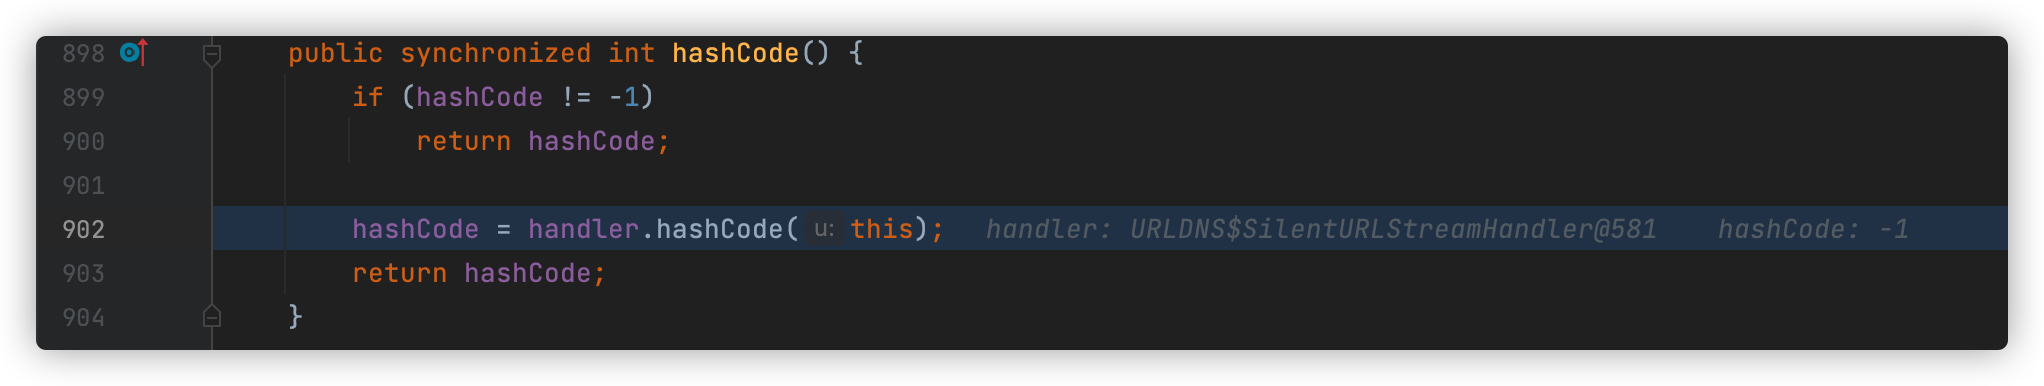 898 public synchronized int hashCode() {
899 if (hashCode != -1)
900 return hashCode;
901
902 hashCode = handler.hashCode( u: this); handler: URLDNS$SilentURLStreamHandler@581 hashCode: -1
903 return hashCode;
904 }